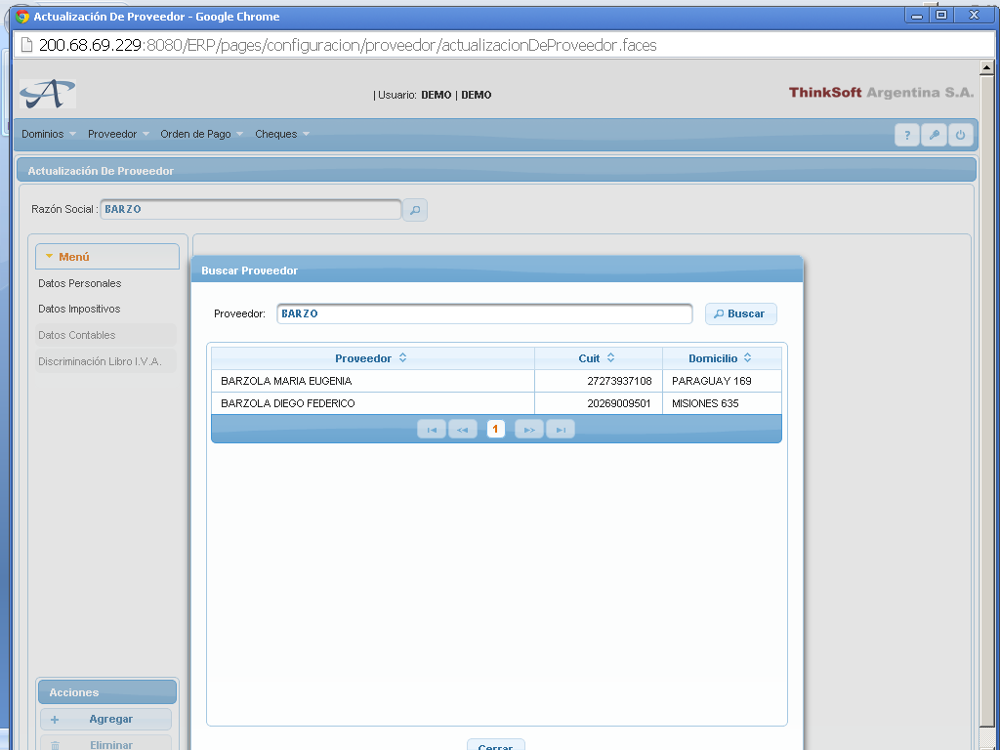 Actualización De Proveedor - Google Chrome
200.68.69.229:8080/ERP/pages/configuracion/proveedor/actualizacionDeProveedor.faces
| Usuario: DEMO | DEMO
ThinkSoft Argentina S.A.
Dominios Proveedor Orden de Pago Cheques ?
Actualización De Proveedor
Razón Social : BARZO
Menú
Datos Personales
Datos Impositivos
Datos Contables
Discriminación Libro I.V.A.
Buscar Proveedor
Proveedor: BARZO Buscar
Proveedor Cuit Domicilio
BARZOLA MARIA EUGENIA 27273937108 PARAGUAY 169
BARZOLA DIEGO FEDERICO 20269009501 MISIONES 635
1
Acciones
Agregar
Eliminar
Cerrar